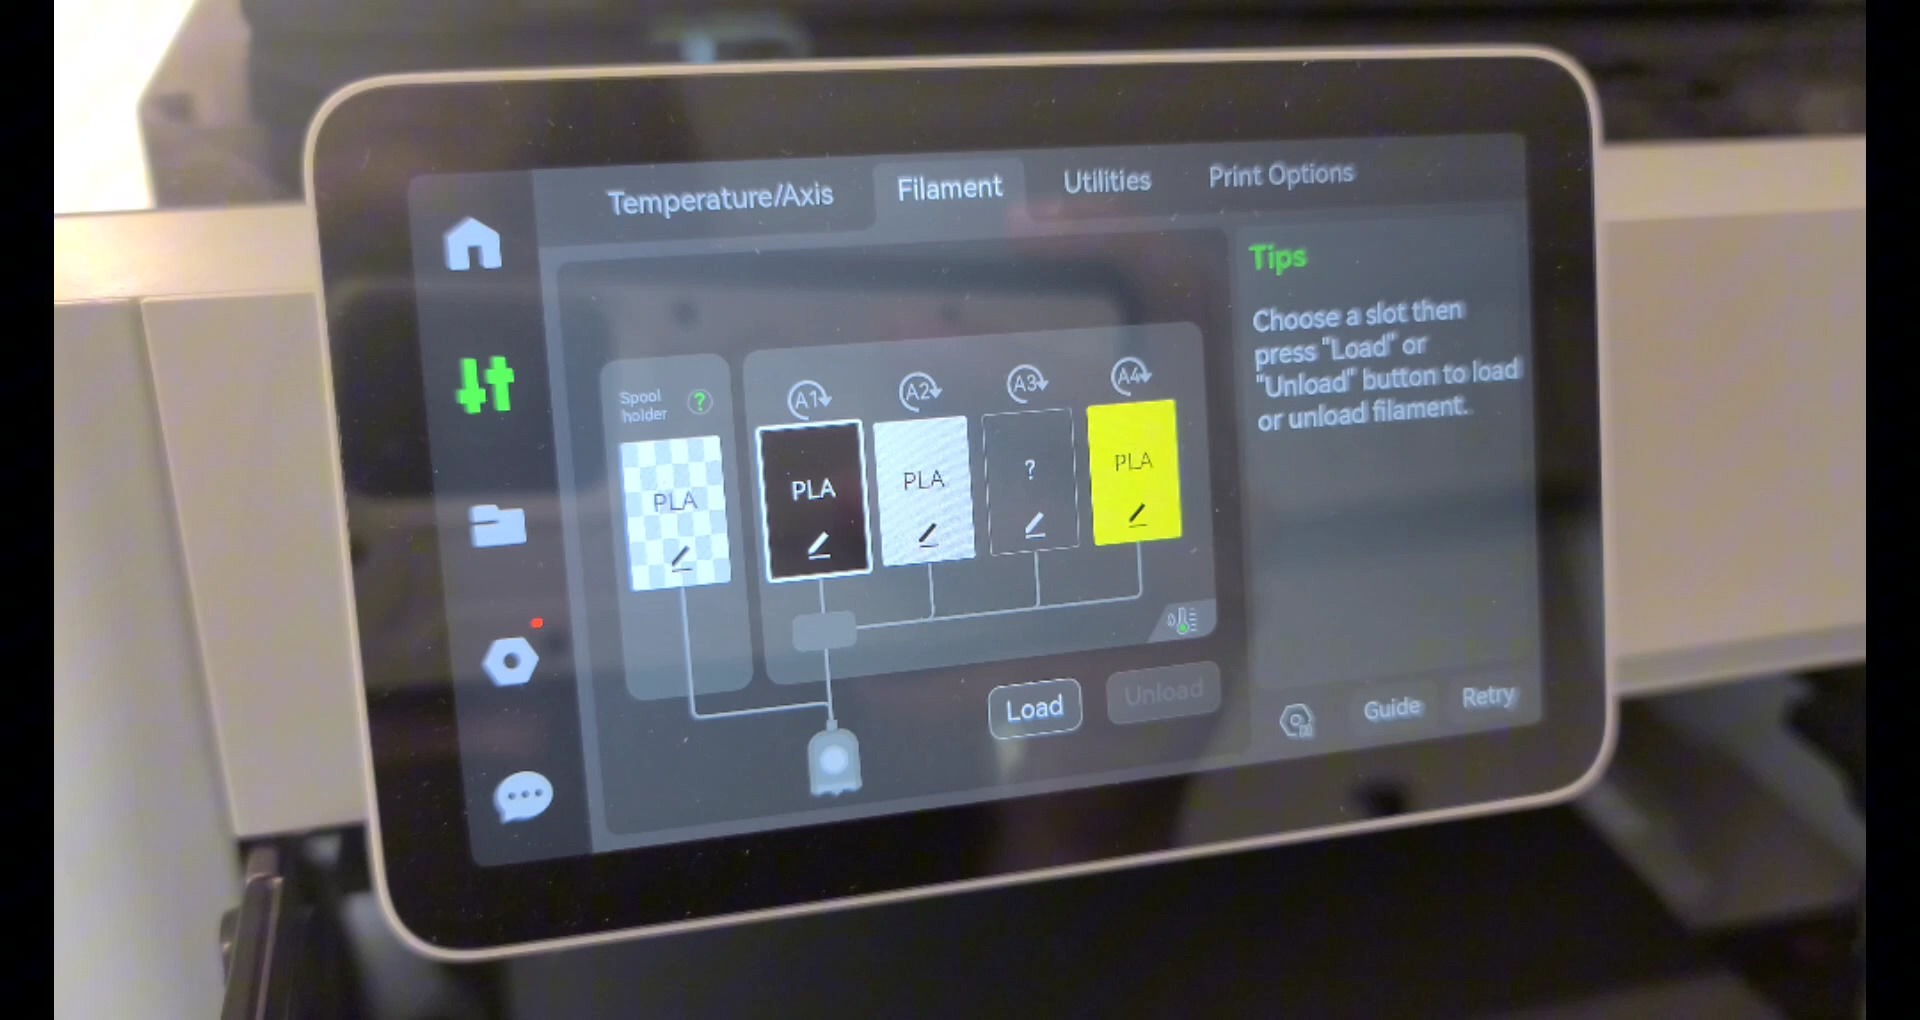 Temperature/Axis
Filament
Utilities
Print Options
Spool
holder
?
A1
A2
A3
A4
PLA
PLA
PLA
?
PLA
Load
Unload
Tips
Choose a slot then
press "Load" or
"Unload" button to load
or unload filament.
Guide
Retry